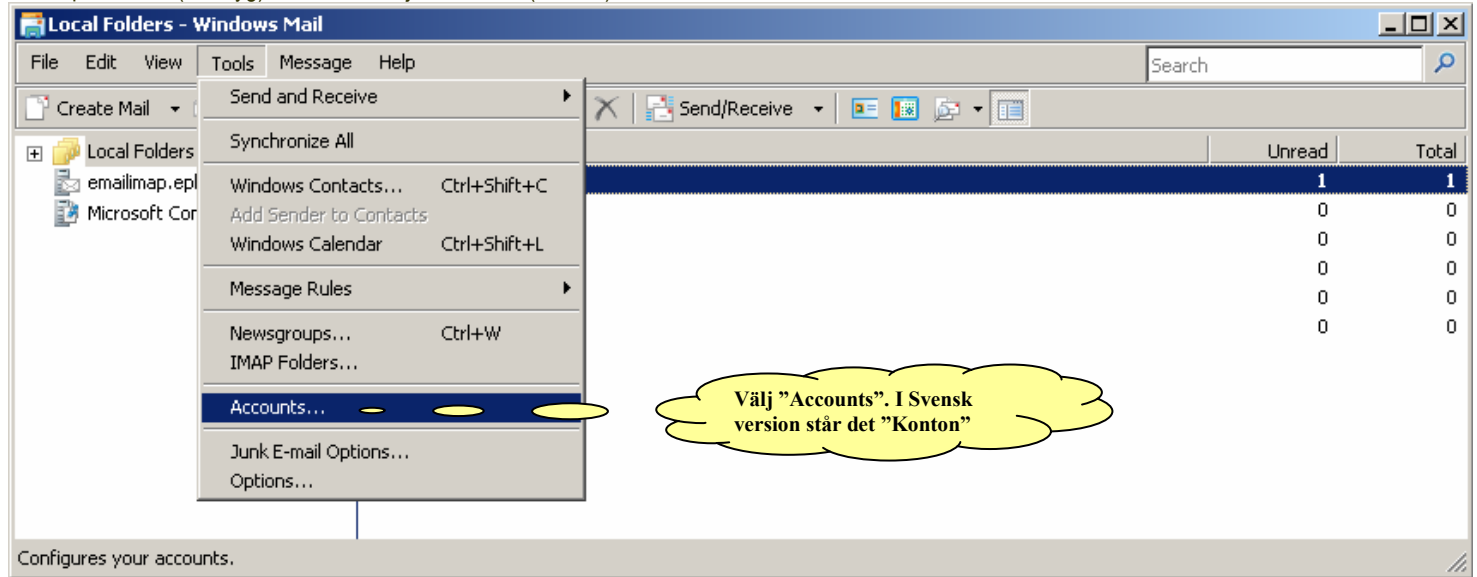 Local Folders - Windows Mail
File Edit View Tools Message Help
Search
Create Mail
Send/Receive
Send and Receive
Synchronize All
Windows Contacts... Ctrl+Shift+C
Add Sender to Contacts
Windows Calendar Ctrl+Shift+L
Message Rules
Newsgroups... Ctrl+W
IMAP Folders...
Accounts...
Junk E-mail Options...
Options...
Local Folders
emailimap.epl
Microsoft Cor
Unread Total
1 1
0 0
0 0
0 0
0 0
0 0
Välj ”Accounts”. I Svensk
version står det ”Konton”
Configures your accounts.